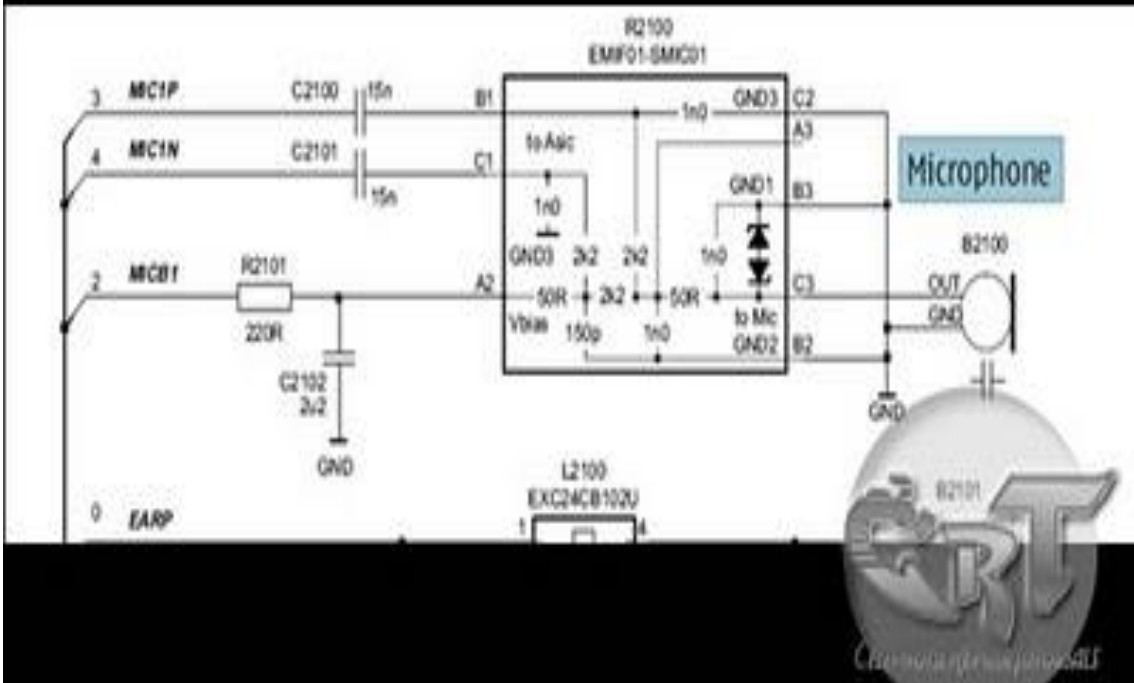 R2100
EMIF01-SMIC01
3 MIC1P C2100 15n B1 1n0 GND3 C2
A3
to Asic
4 MIC1N C2101 15n C1
Microphone
GND1 B3
1n0
B2100
GND3 2k2 2k2 1n0
2 MICB1 R2101 220R A2 50R 2k2 50R C3 OUT
GND
Vbias 150p 1n0 to Mic
GND2 B2
C2102
2u2
GND
GND
L2100
EXC24CB102U
1 4
B2101
0 EARP
CRT